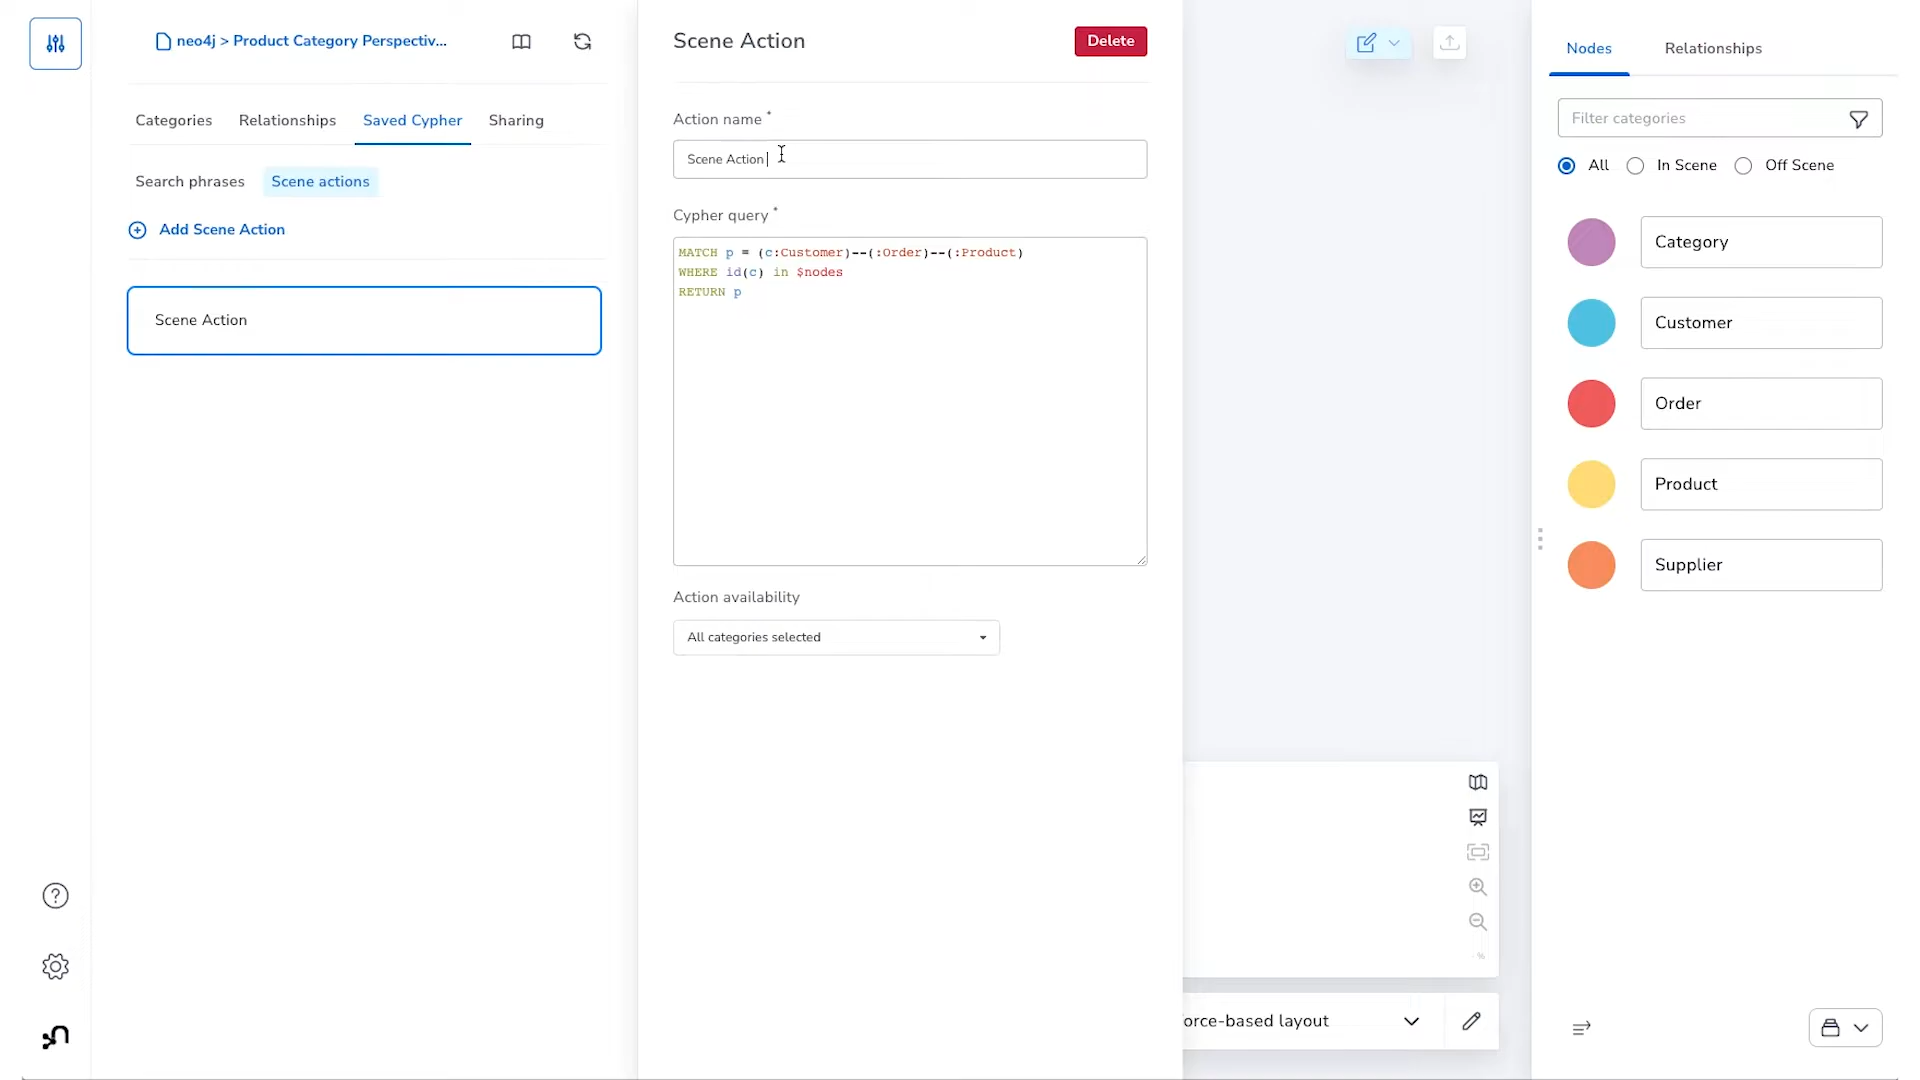 neo4j > Product Category Perspectiv...
Categories
Relationships
Saved Cypher
Sharing
Search phrases
Scene actions
Add Scene Action
Scene Action
Scene Action
Delete
Action name *
Scene Action
Cypher query *
MATCH p = (c:Customer)--(:Order)--(:Product)
WHERE id(c) in $nodes
RETURN p
Action availability
All categories selected
orce-based layout
Nodes
Relationships
Filter categories
All
In Scene
Off Scene
Category
Customer
Order
Product
Supplier